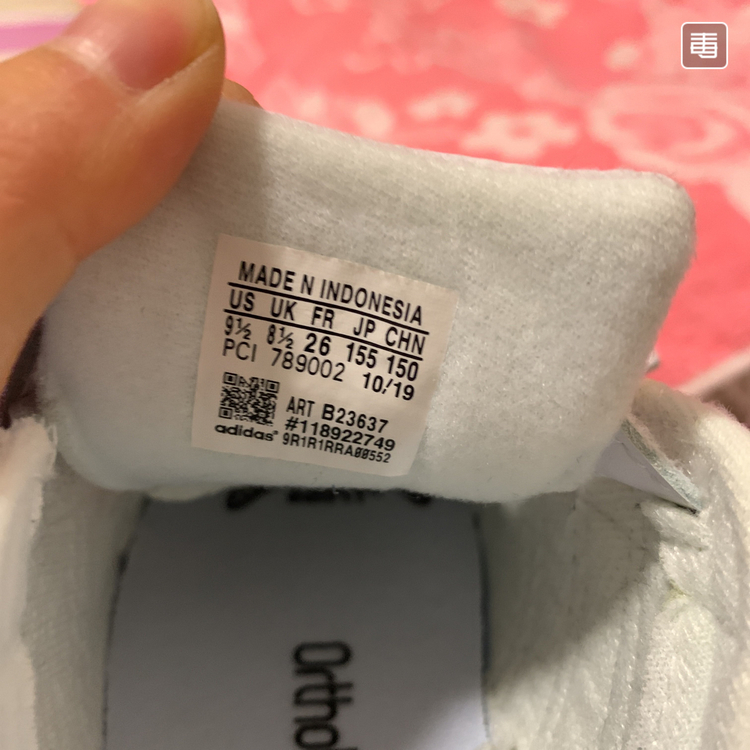 MADE N INDONESIA
US UK FR JP CHN
9½ 8½ 26 155 150
PCI 789002 10/19
ART B23637
#118922749
adidas 9R1R1RRA00552
Ortho